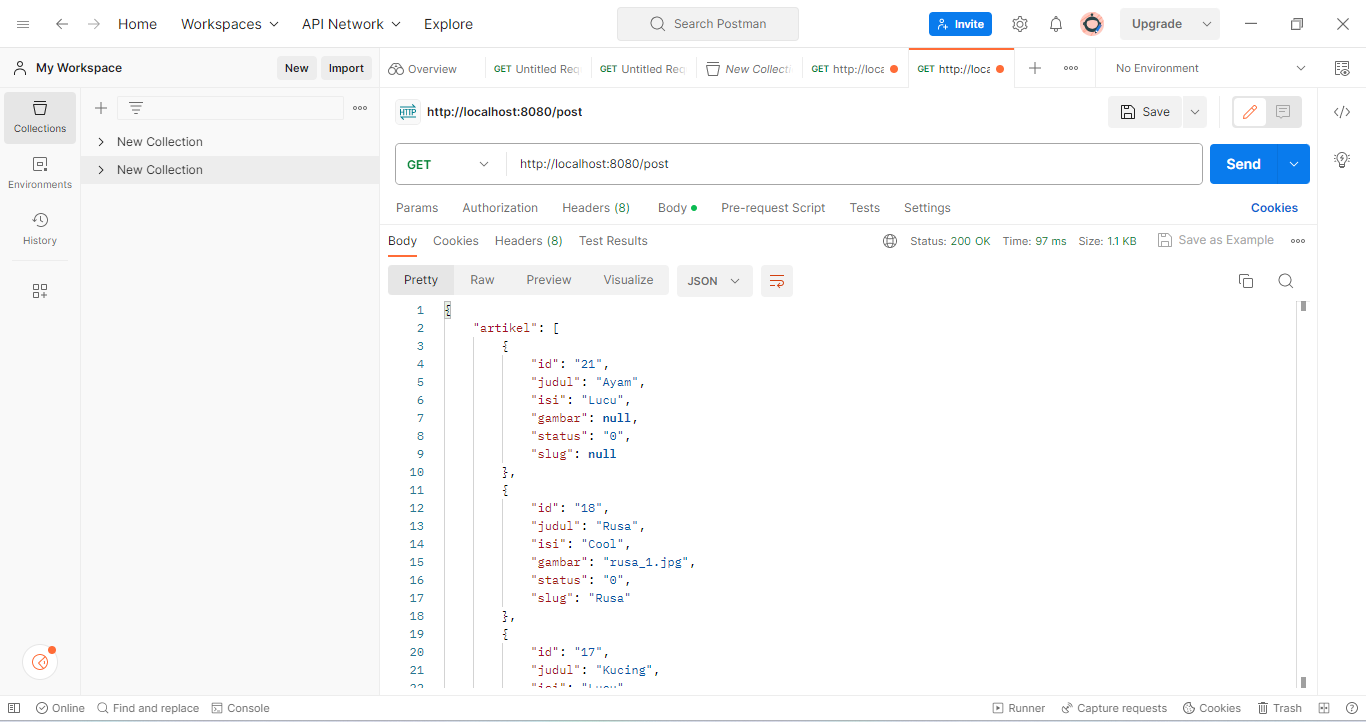 Home Workspaces API Network Explore Search Postman Invite Upgrade
My Workspace New Import Overview GET Untitled Req GET Untitled Req New Collecti GET http://loca GET http://loca No Environment
Collections
Environments
History
New Collection
New Collection
HTTP http://localhost:8080/post Save
GET http://localhost:8080/post Send
Params Authorization Headers (8) Body Pre-request Script Tests Settings Cookies
Body Cookies Headers (8) Test Results Status: 200 OK Time: 97 ms Size: 1.1 KB Save as Example
Pretty Raw Preview Visualize JSON
1 {
2 "artikel": [
3 {
4 "id": "21",
5 "judul": "Ayam",
6 "isi": "Lucu",
7 "gambar": null,
8 "status": "0",
9 "slug": null
10 },
11 {
12 "id": "18",
13 "judul": "Rusa",
14 "isi": "Cool",
15 "gambar": "rusa_1.jpg",
16 "status": "0",
17 "slug": "Rusa"
18 },
19 {
20 "id": "17",
21 "judul": "Kucing",
22 "isi": "Lucu"
Online Find and replace Console Runner Capture requests Cookies Trash